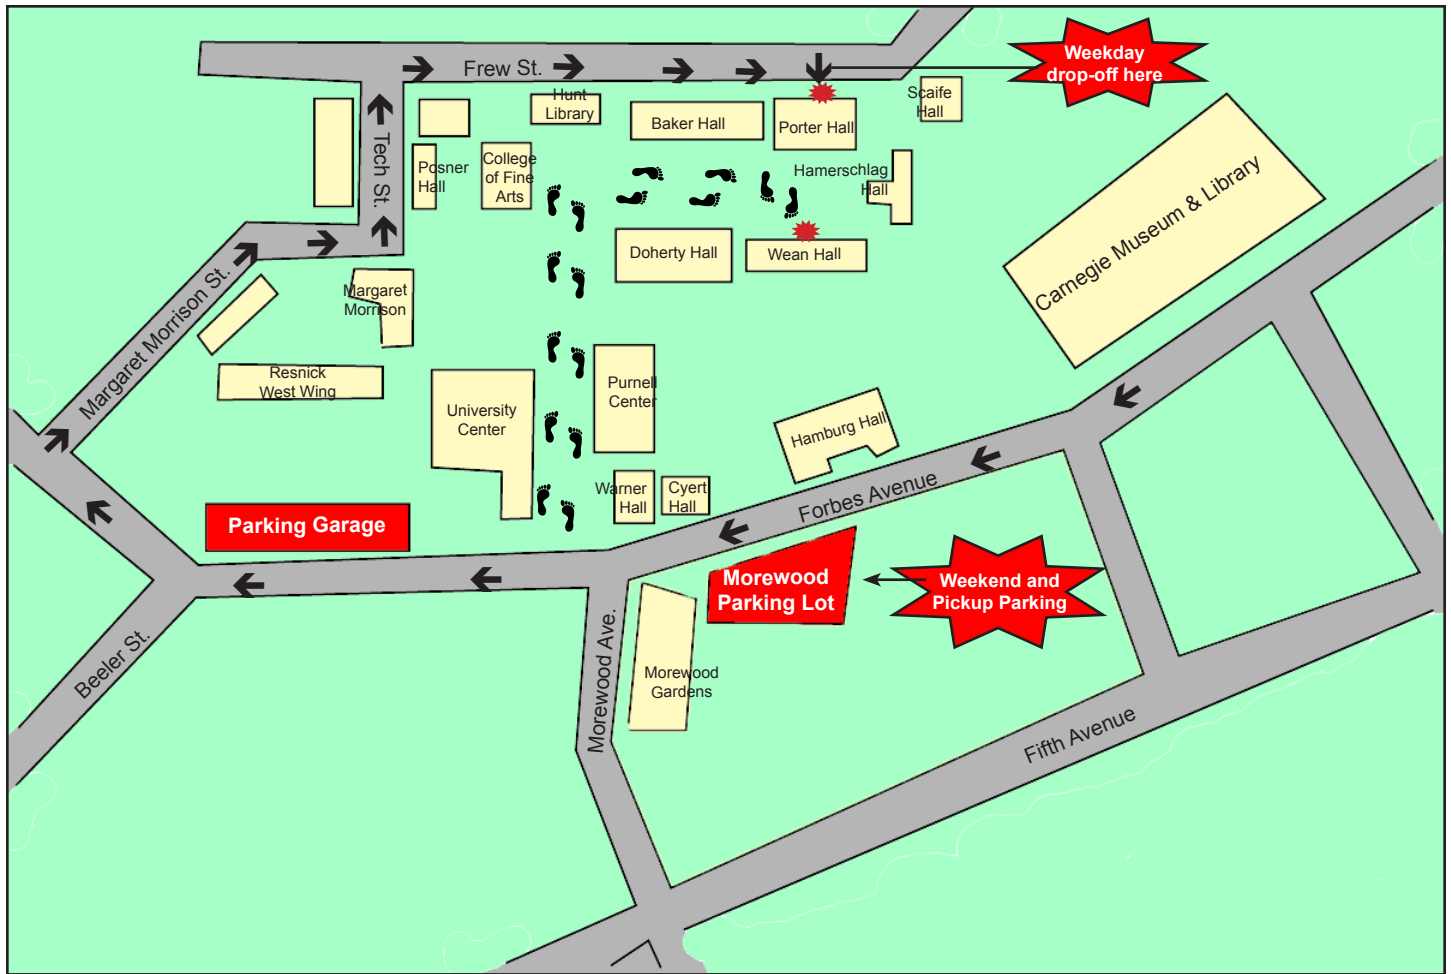 Weekday
drop-off here
Frew St.
Hunt
Library
Scaife
Hall
Baker Hall
Porter Hall
Tech St.
Posner
Hall
College
of Fine
Arts
Hamerschlag
Hall
Carnegie Museum & Library
Doherty Hall
Wean Hall
Margaret Morrison St.
Margaret
Morrison
Resnick
West Wing
University
Center
Purnell
Center
Hamburg Hall
Warner
Hall
Cyert
Hall
Forbes Avenue
Parking Garage
Morewood
Parking Lot
Weekend and
Pickup Parking
Beeler St.
Morewood Ave.
Morewood
Gardens
Fifth Avenue